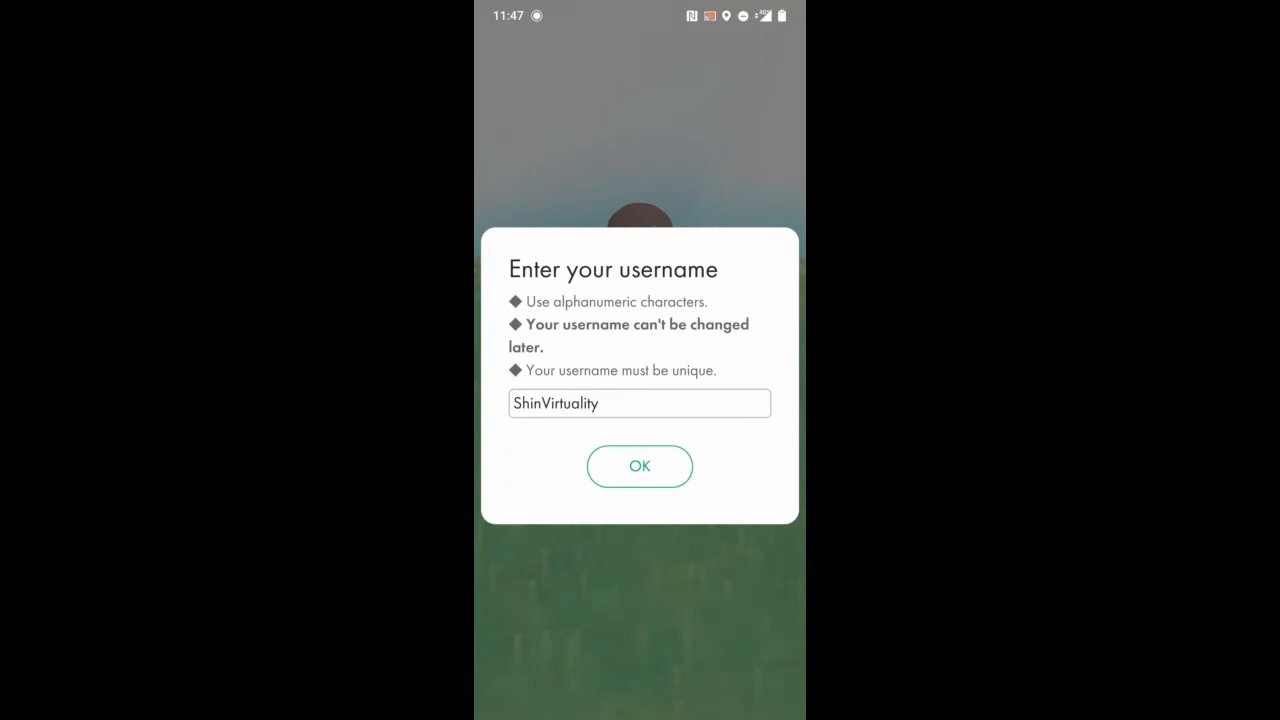 11:47
4G
Enter your username
◆ Use alphanumeric characters.
◆ Your username can't be changed
later.
◆ Your username must be unique.
ShinVirtuality
OK